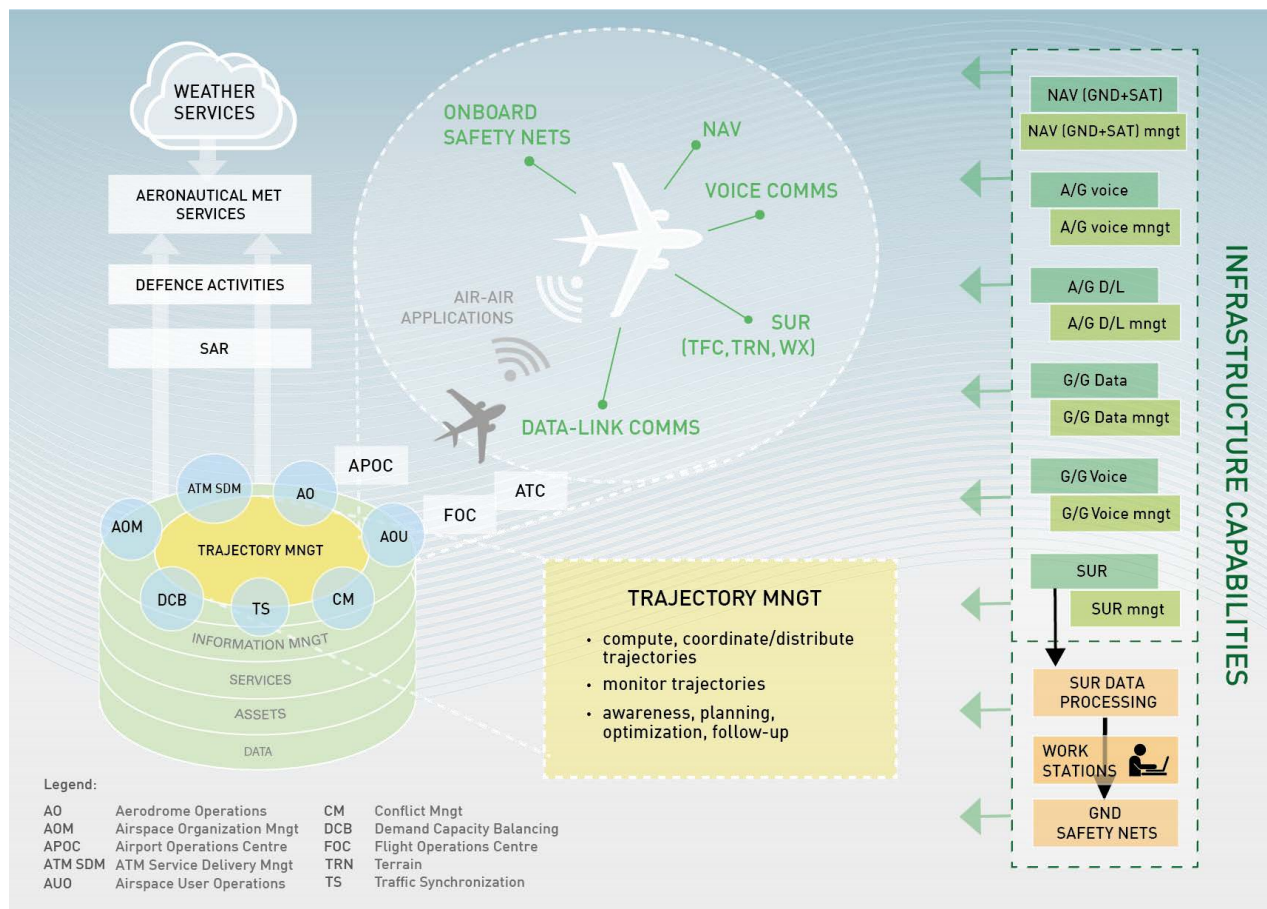 WEATHER
SERVICES
AERONAUTICAL MET
SERVICES
DEFENCE ACTIVITIES
SAR
ONBOARD
SAFETY NETS
NAV
VOICE COMMS
AIR-AIR
APPLICATIONS
SUR
(TFC, TRN, WX)
DATA-LINK COMMS
APOC
ATC
FOC
ATM SDM
AO
AOM
AOU
TRAJECTORY MNGT
DCB
TS
CM
INFORMATION MNGT
SERVICES
ASSETS
DATA
TRAJECTORY MNGT
• compute, coordinate/distribute
trajectories
• monitor trajectories
• awareness, planning,
optimization, follow-up
NAV (GND+SAT)
NAV (GND+SAT) mngt
A/G voice
A/G voice mngt
A/G D/L
A/G D/L mngt
G/G Data
G/G Data mngt
G/G Voice
G/G Voice mngt
SUR
SUR mngt
SUR DATA
PROCESSING
WORK
STATIONS
GND
SAFETY NETS
INFRASTRUCTURE CAPABILITIES
Legend:
AO Aerodrome Operations
AOM Airspace Organization Mngt
APOC Airport Operations Centre
ATM SDM ATM Service Delivery Mngt
AUO Airspace User Operations
CM Conflict Mngt
DCB Demand Capacity Balancing
FOC Flight Operations Centre
TRN Terrain
TS Traffic Synchronization